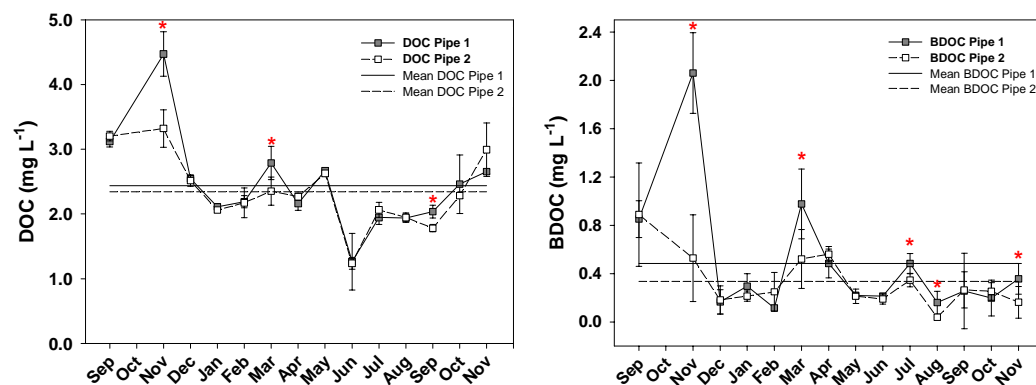 5.0
4.0
3.0
2.0
1.0
0.0
DOC (mg L⁻¹)
*
*
*
DOC Pipe 1
DOC Pipe 2
Mean DOC Pipe 1
Mean DOC Pipe 2
Sep Oct Nov Dec Jan Feb Mar Apr May Jun Jul Aug Sep Oct Nov
2.4
2.0
1.6
1.2
0.8
0.4
0.0
BDOC (mg L⁻¹)
*
*
*
*
*
BDOC Pipe 1
BDOC Pipe 2
Mean BDOC Pipe 1
Mean BDOC Pipe 2
Sep Oct Nov Dec Jan Feb Mar Apr May Jun Jul Aug Sep Oct Nov